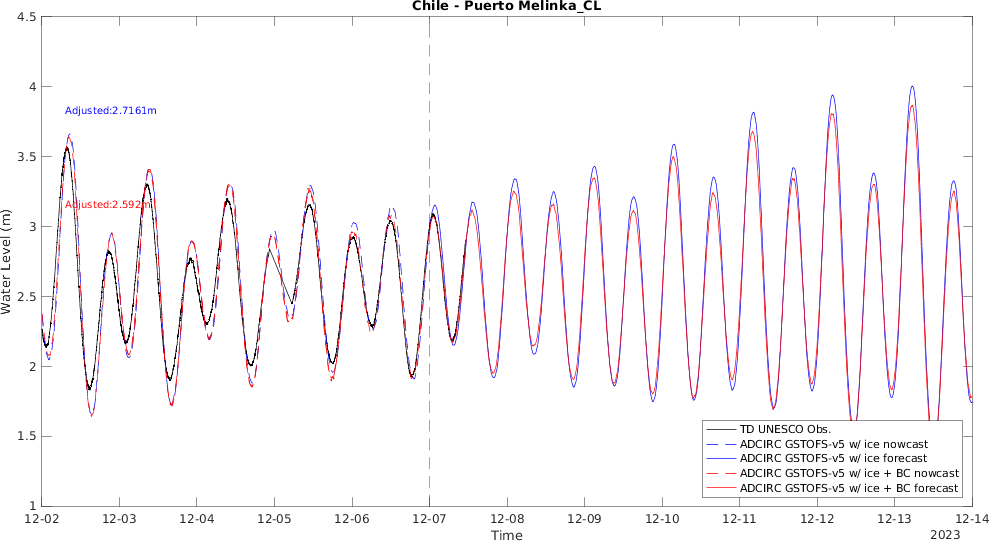 Chile - Puerto Melinka_CL
4.5
4
3.5
3
2.5
2
1.5
1
Water Level (m)
Adjusted:2.7161m
Adjusted:2.592m
TD UNESCO Obs.
ADCIRC GSTOFS-v5 w/ ice nowcast
ADCIRC GSTOFS-v5 w/ ice forecast
ADCIRC GSTOFS-v5 w/ ice + BC nowcast
ADCIRC GSTOFS-v5 w/ ice + BC forecast
12-02 12-03 12-04 12-05 12-06 12-07 12-08 12-09 12-10 12-11 12-12 12-13 12-14
Time
2023